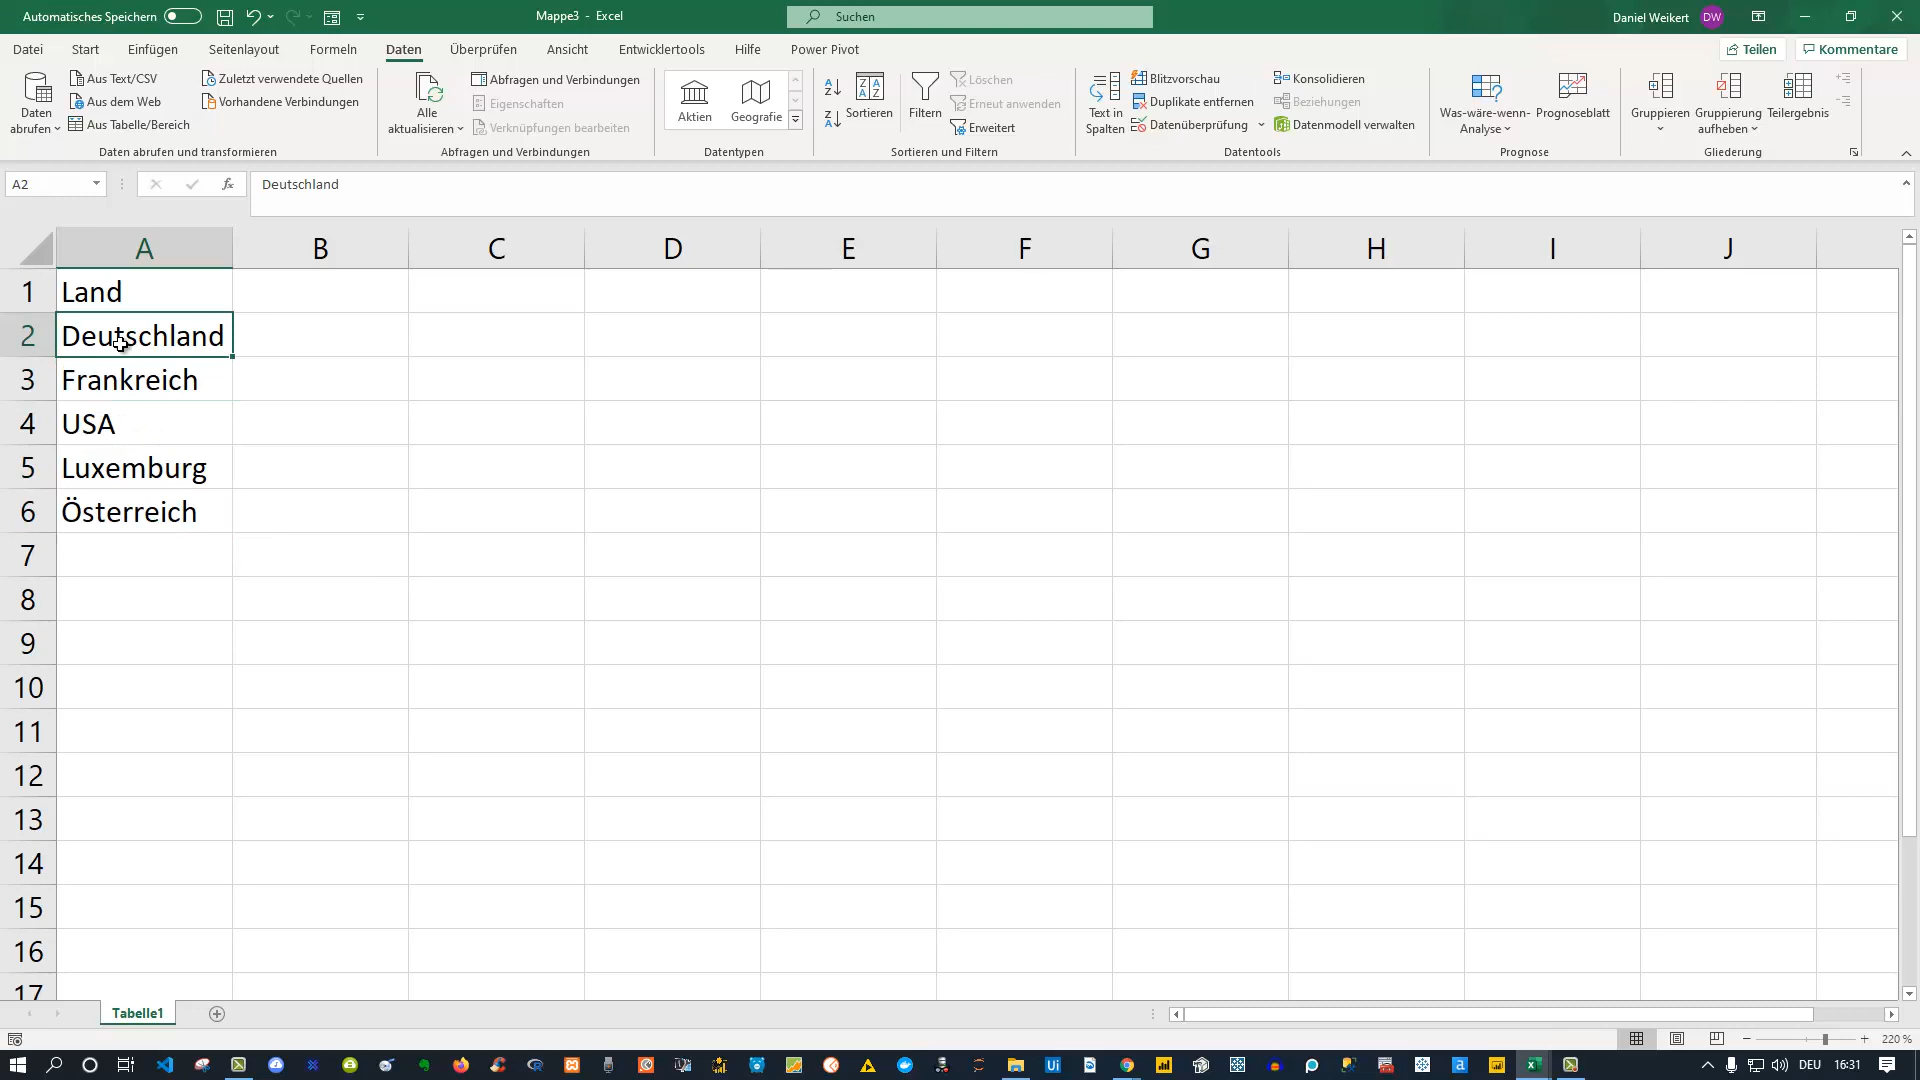 Automatisches Speichern
Mappe3 - Excel
Suchen
Daniel Weikert DW
Datei Start Einfügen Seitenlayout Formeln Daten Überprüfen Ansicht Entwicklertools Hilfe Power Pivot
Teilen Kommentare
Daten abrufen
Aus Text/CSV
Aus dem Web
Aus Tabelle/Bereich
Zuletzt verwendete Quellen
Vorhandene Verbindungen
Daten abrufen und transformieren
Alle aktualisieren
Abfragen und Verbindungen
Eigenschaften
Verknüpfungen bearbeiten
Abfragen und Verbindungen
Aktien
Geografie
Datentypen
Sortieren
Filtern
Löschen
Erneut anwenden
Erweitert
Sortieren und Filtern
Text in Spalten
Blitzvorschau
Duplikate entfernen
Datenüberprüfung
Konsolidieren
Beziehungen
Datenmodell verwalten
Datentools
Was-wäre-wenn-Analyse
Prognoseblatt
Prognose
Gruppieren
Gruppierung aufheben
Teilergebnis
Gliederung
A2
fx
Deutschland
A B C D E F G H I J
1 Land
2 Deutschland
3 Frankreich
4 USA
5 Luxemburg
6 Österreich
7
8
9
10
11
12
13
14
15
16
17
Tabelle1
220 %
DEU 16:31